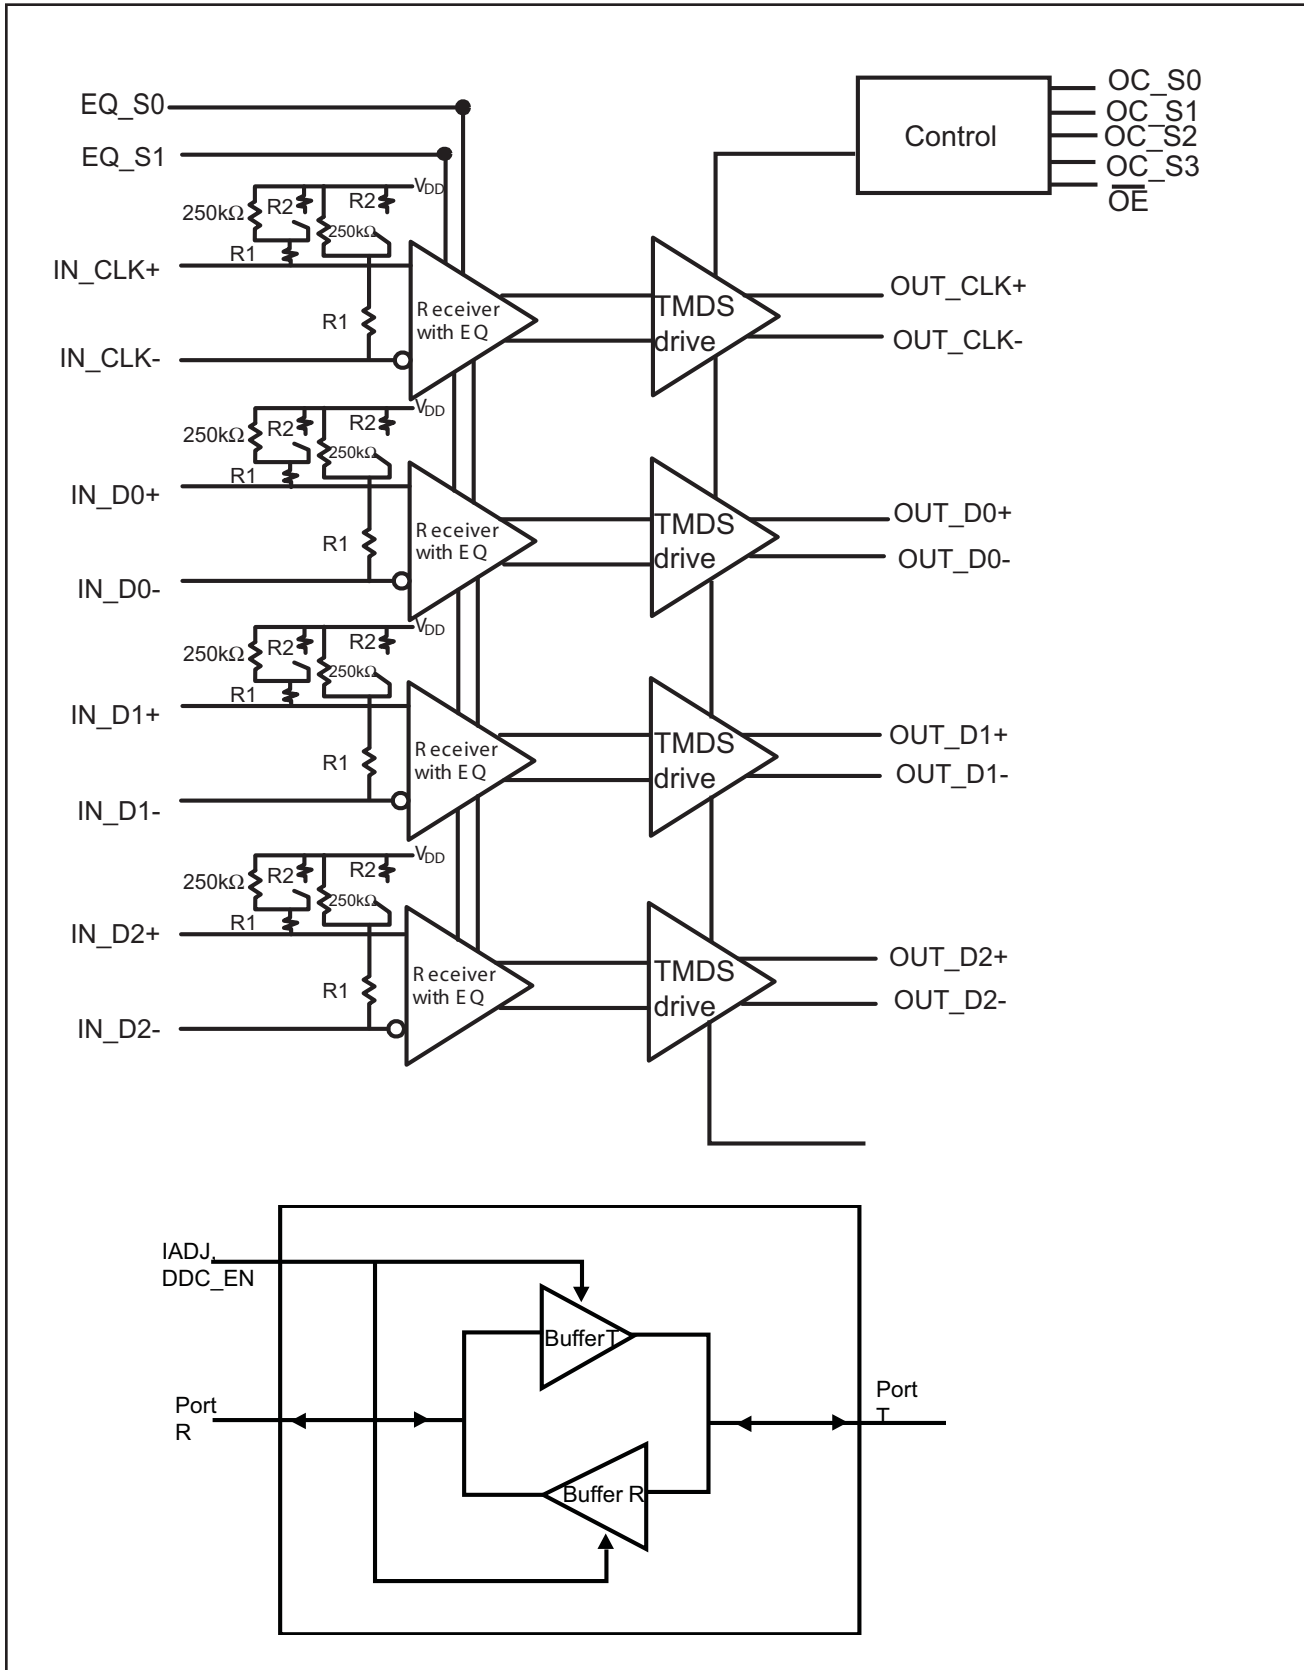 EQ_S0
EQ_S1
OC_S0
OC_S1
OC_S2
OC_S3
OE
Control
VDD
250kΩ
R2
R2
250kΩ
R1
IN_CLK+
R1
IN_CLK-
Receiver
with EQ
TMDS
drive
OUT_CLK+
OUT_CLK-
VDD
250kΩ
R2
R2
250kΩ
R1
IN_D0+
R1
IN_D0-
Receiver
with EQ
TMDS
drive
OUT_D0+
OUT_D0-
VDD
250kΩ
R2
R2
250kΩ
R1
IN_D1+
R1
IN_D1-
Receiver
with EQ
TMDS
drive
OUT_D1+
OUT_D1-
VDD
250kΩ
R2
R2
250kΩ
R1
IN_D2+
R1
IN_D2-
Receiver
with EQ
TMDS
drive
OUT_D2+
OUT_D2-
IADJ.
DDC_EN
Buffer T
Port
R
Port
T
Buffer R